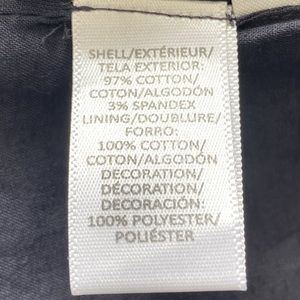 SHELL/EXTÉRIEUR/
TELA EXTERIOR:
97% COTTON/
COTON/ALGODÓN
3% SPANDEX
LINING/DOUBLURE/
FORRO:
100% COTTON/
COTON/ALGODÓN
DECORATION/
DÉCORATION/
DECORACIÓN:
100% POLYESTER/
POLIÉSTER